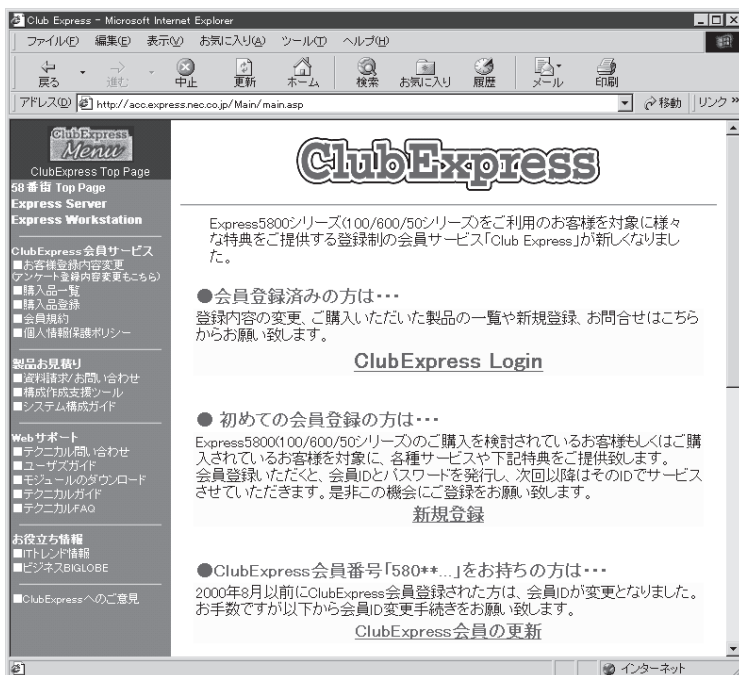 Club Express - Microsoft Internet Explorer
ファイル(F) 編集(E) 表示(V) お気に入り(A) ツール(T) ヘルプ(H)
戻る 進む 中止 更新 ホーム 検索 お気に入り 履歴 メール 印刷
アドレス(D) http://acc.express.nec.co.jp/Main/main.asp 移動 リンク »
ClubExpress
Menu
ClubExpress Top Page
58番街 Top Page
Express Server
Express Workstation
ClubExpress会員サービス
■お客様登録内容変更
(アンケート登録内容変更もこちら)
■購入品一覧
■購入品登録
■会員規約
■個人情報保護ポリシー
製品お見積り
■資料請求/お問い合わせ
■構成作成支援ツール
■システム構成ガイド
Webサポート
■テクニカル問い合わせ
■ユーザズガイド
■モジュールのダウンロード
■テクニカルガイド
■テクニカルFAQ
お役立ち情報
■ITトレンド情報
■ビジネスBIGLOBE
■ClubExpressへのご意見
ClubExpress
Express5800シリーズ(100/600/50シリーズ)をご利用のお客様を対象に様々
な特典をご提供する登録制の会員サービス「Club Express」が新しくなりまし
た。
●会員登録済みの方は・・・
登録内容の変更、ご購入いただいた製品の一覧や新規登録、お問合せはこちら
からお願い致します。
ClubExpress Login
● 初めての会員登録の方は・・・
Express5800(100/600/50シリーズ)のご購入を検討されているお客様もしくはご購
入されているお客様を対象に、各種サービスや下記特典をご提供致します。
会員登録いただくと、会員IDとパスワードを発行し、次回以降はそのIDでサービス
させていただきます。是非この機会にご登録をお願い致します。
新規登録
●ClubExpress会員番号「580**...」をお持ちの方は・・・
2000年8月以前にClubExpress会員登録された方は、会員IDが変更となりました。
お手数ですが以下から会員ID変更手続きをお願い致します。
ClubExpress会員の更新
インターネット